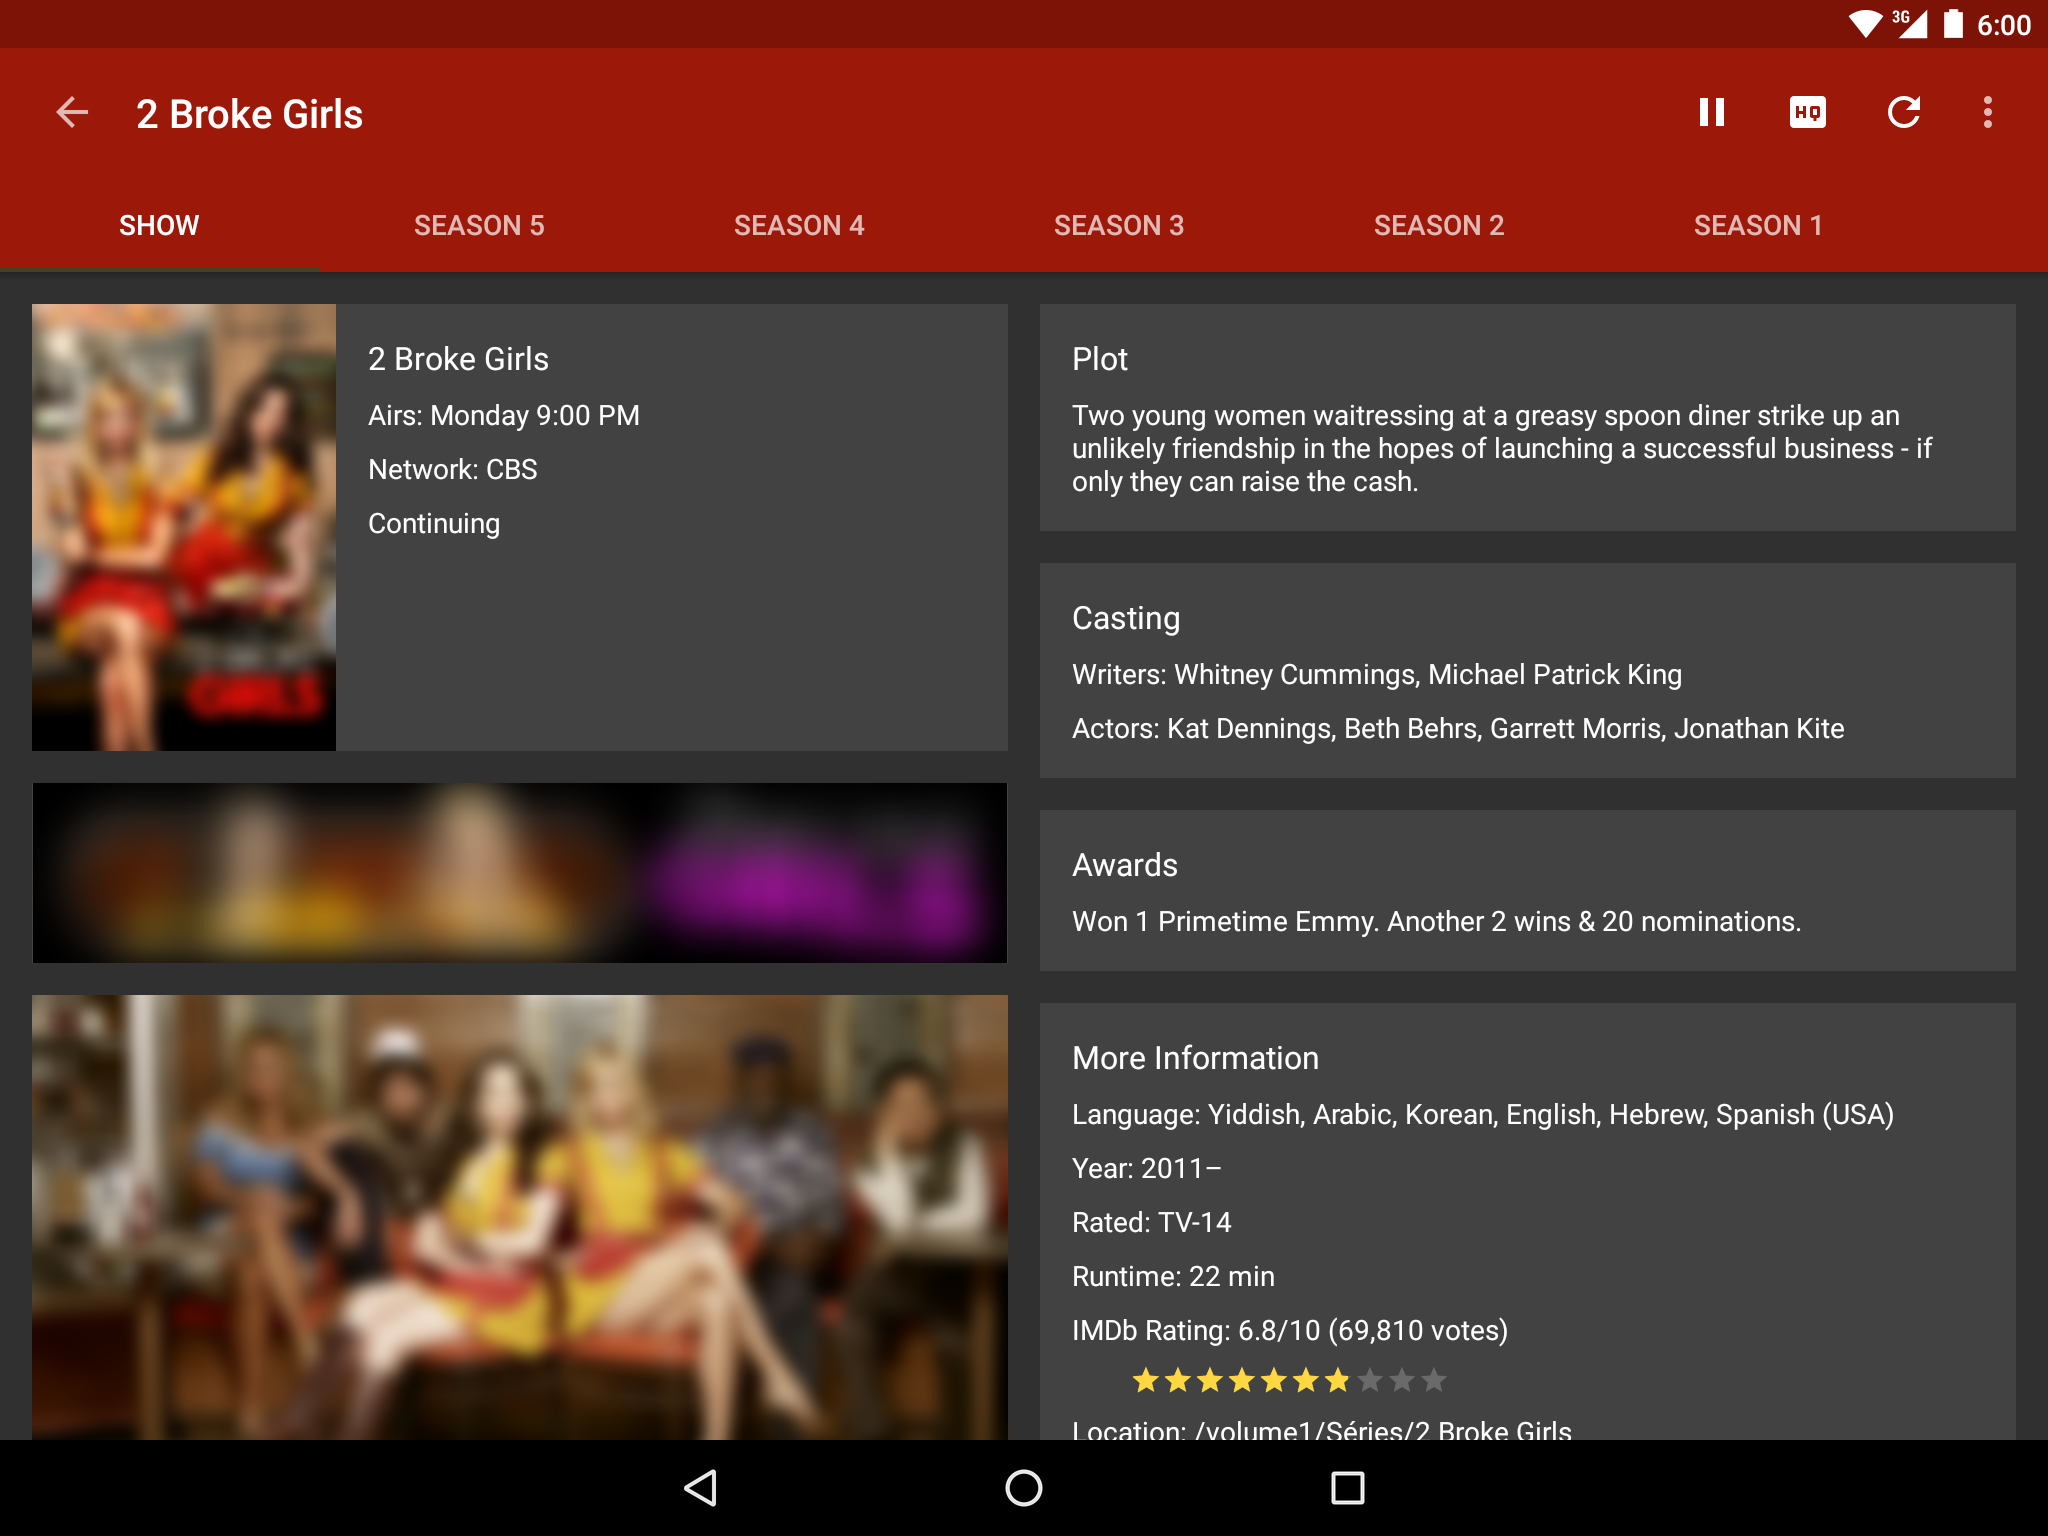 3G 6:00
2 Broke Girls
HQ
SHOW
SEASON 5
SEASON 4
SEASON 3
SEASON 2
SEASON 1
2 Broke Girls
Airs: Monday 9:00 PM
Network: CBS
Continuing
GIRLS
Plot
Two young women waitressing at a greasy spoon diner strike up an
unlikely friendship in the hopes of launching a successful business - if
only they can raise the cash.
Casting
Writers: Whitney Cummings, Michael Patrick King
Actors: Kat Dennings, Beth Behrs, Garrett Morris, Jonathan Kite
Awards
Won 1 Primetime Emmy. Another 2 wins & 20 nominations.
More Information
Language: Yiddish, Arabic, Korean, English, Hebrew, Spanish (USA)
Year: 2011–
Rated: TV-14
Runtime: 22 min
IMDb Rating: 6.8/10 (69,810 votes)
Location: /volume1/Séries/2 Broke Girls